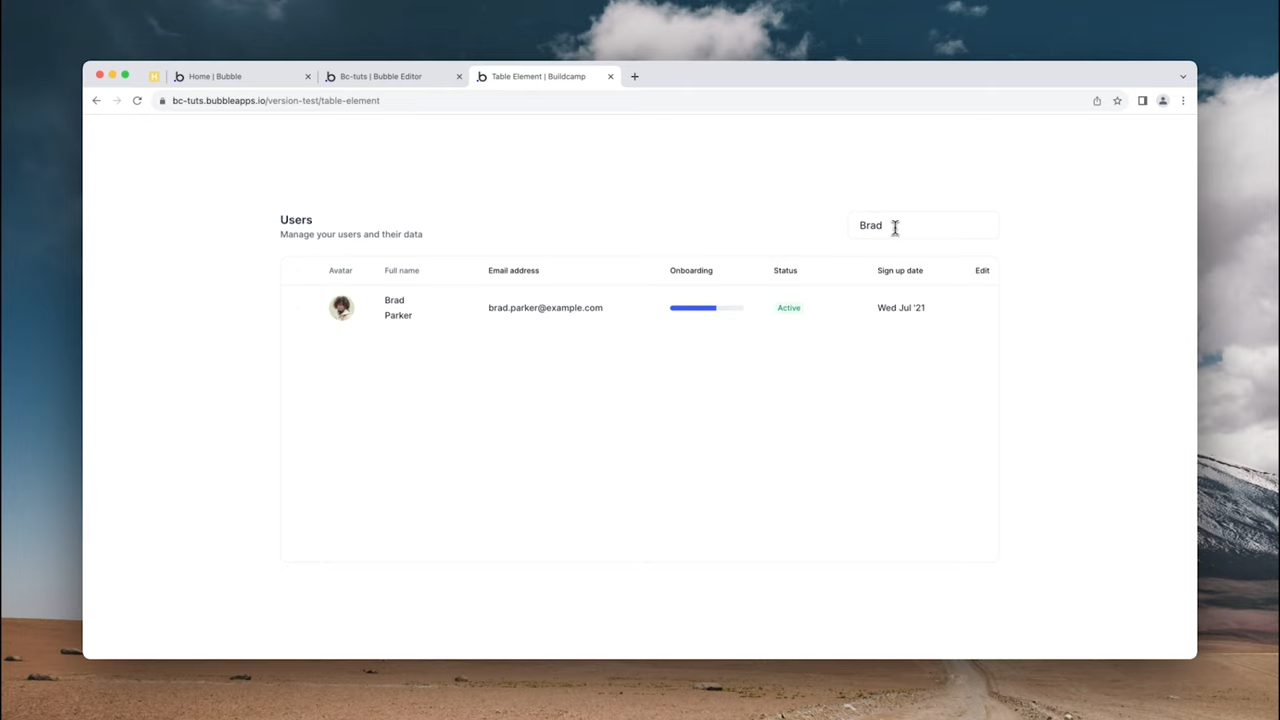 Home | Bubble
Bc-tuts | Bubble Editor
Table Element | Buildcamp
bc-tuts.bubbleapps.io/version-test/table-element
Users
Manage your users and their data
Brad
Avatar Full name Email address Onboarding Status Sign up date Edit
Brad
Parker
brad.parker@example.com Active Wed Jul '21